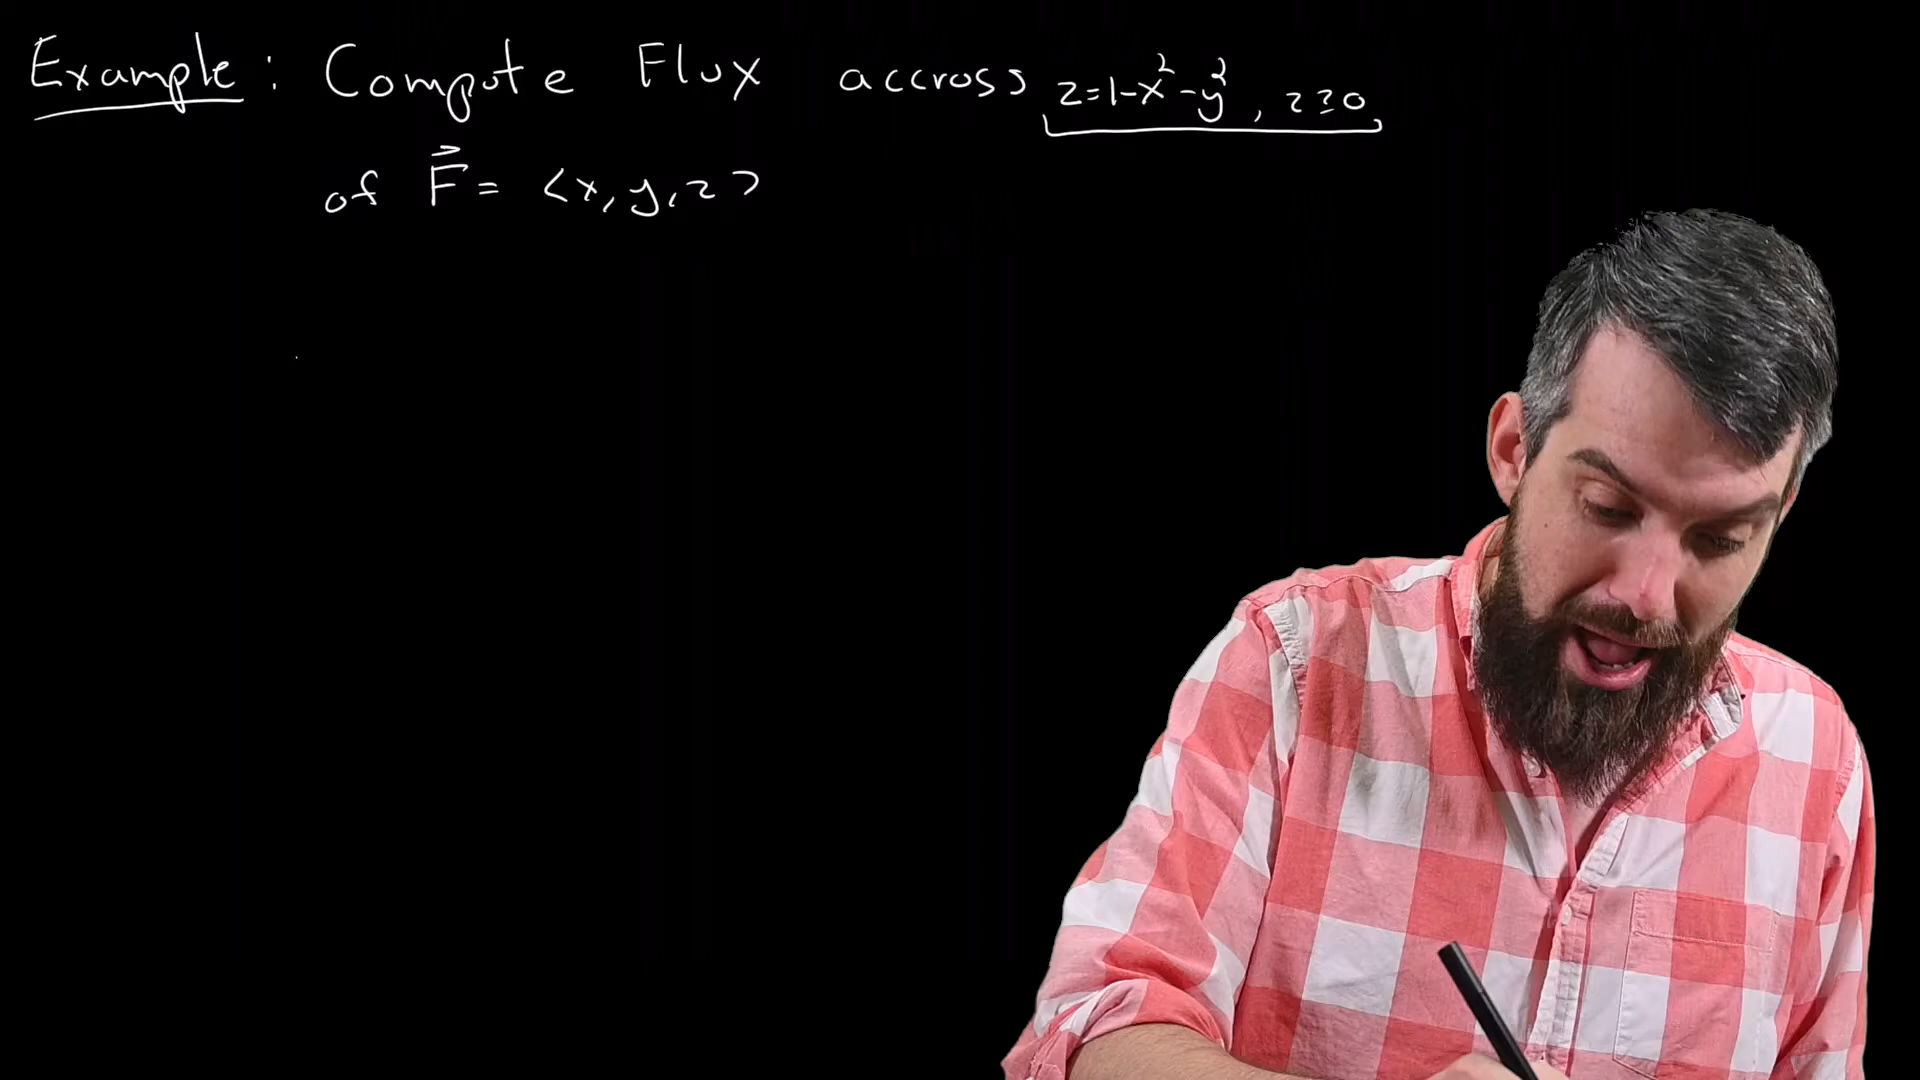 Example: Compute Flux accross z=1-x²-y², z≥0
of F⃗ = <x, y, z>